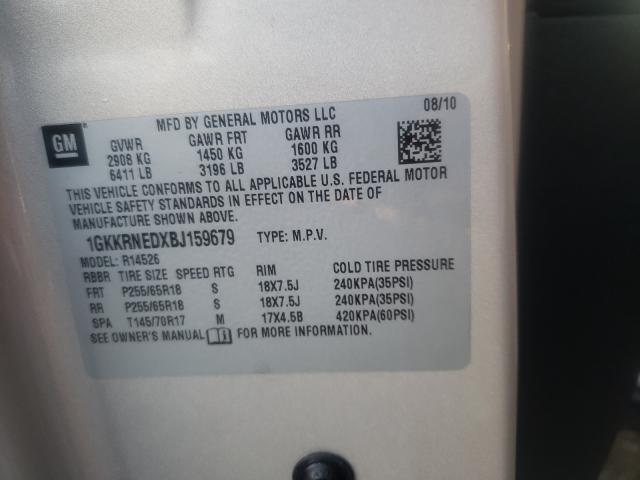 MFD BY GENERAL MOTORS LLC 08/10
GM
GVWR GAWR FRT GAWR RR
2908 KG 1450 KG 1600 KG
6411 LB 3196 LB 3527 LB
THIS VEHICLE CONFORMS TO ALL APPLICABLE U.S. FEDERAL MOTOR
VEHICLE SAFETY STANDARDS IN EFFECT ON THE DATE OF
MANUFACTURE SHOWN ABOVE.
1GKKRNEDXBJ159679 TYPE: M.P.V.
MODEL: R14526
RBBR TIRE SIZE SPEED RTG RIM COLD TIRE PRESSURE
FRT P255/65R18 S 18X7.5J 240KPA(35PSI)
RR P255/65R18 S 18X7.5J 240KPA(35PSI)
SPA T145/70R17 M 17X4.5B 420KPA(60PSI)
SEE OWNER'S MANUAL FOR MORE INFORMATION.